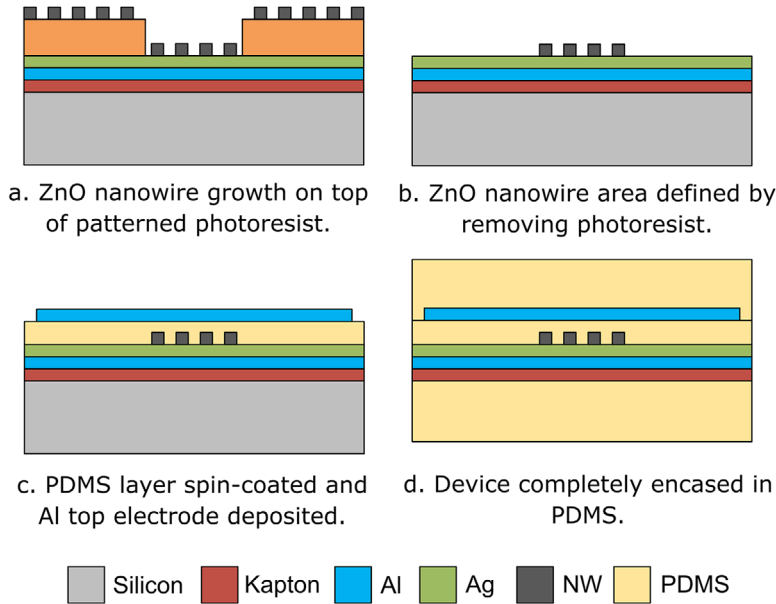 a. ZnO nanowire growth on top
of patterned photoresist.
b. ZnO nanowire area defined by
removing photoresist.
c. PDMS layer spin-coated and
Al top electrode deposited.
d. Device completely encased in
PDMS.
Silicon Kapton Al Ag NW PDMS